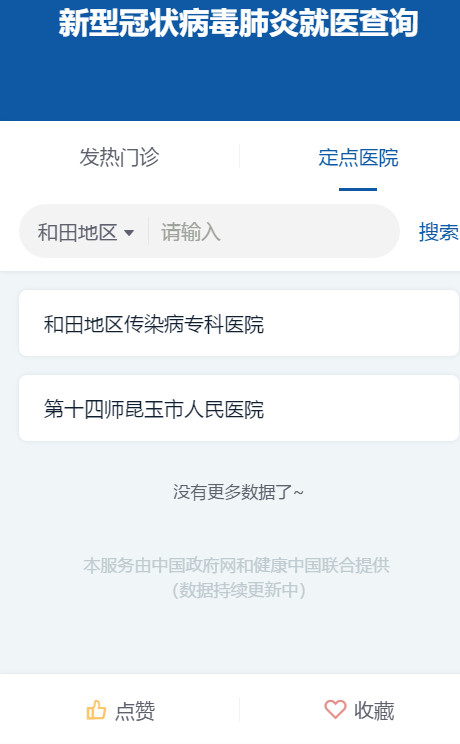 新型冠状病毒肺炎就医查询
发热门诊
定点医院
和田地区
请输入
搜索
和田地区传染病专科医院
第十四师昆玉市人民医院
没有更多数据了~
本服务由中国政府网和健康中国联合提供
（数据持续更新中）
点赞
收藏